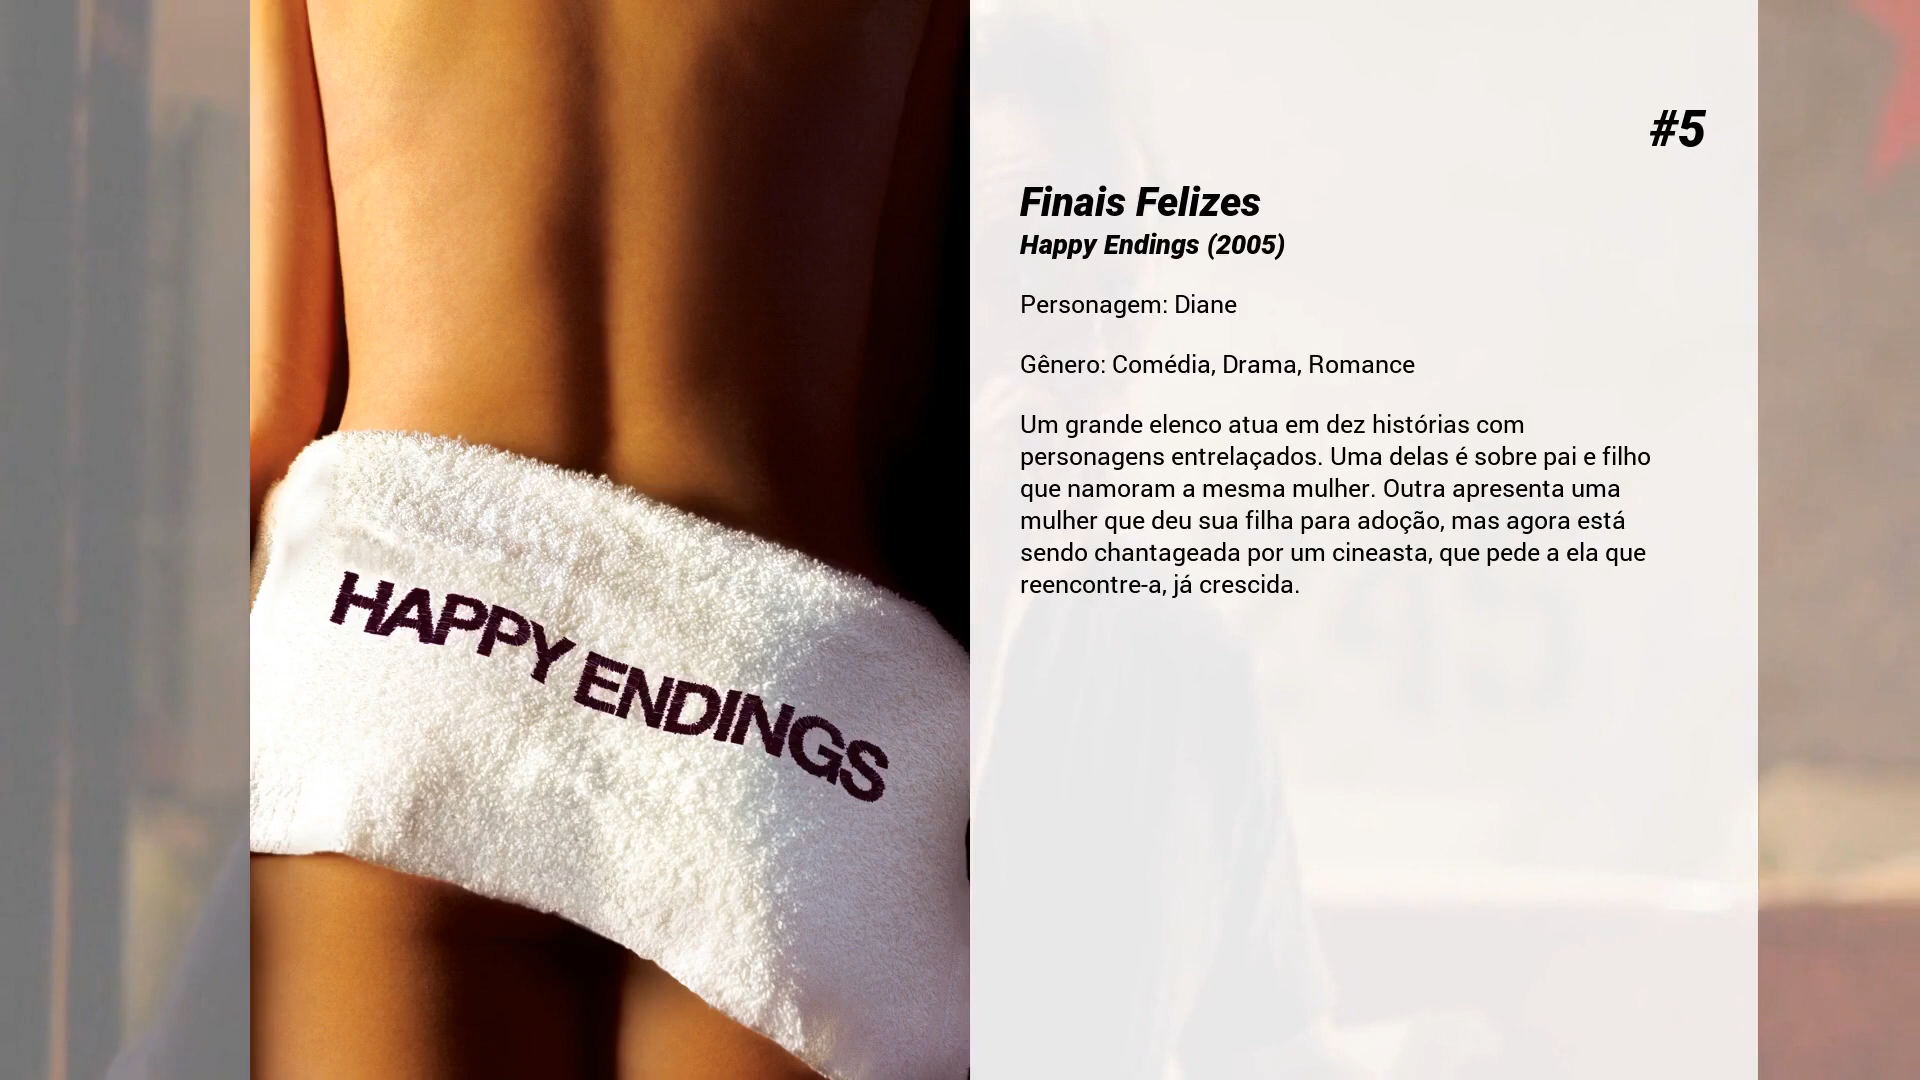 HAPPY ENDINGS
#5
Finais Felizes
Happy Endings (2005)
Personagem: Diane
Gênero: Comédia, Drama, Romance
Um grande elenco atua em dez histórias com
personagens entrelaçados. Uma delas é sobre pai e filho
que namoram a mesma mulher. Outra apresenta uma
mulher que deu sua filha para adoção, mas agora está
sendo chantageada por um cineasta, que pede a ela que
reencontre-a, já crescida.